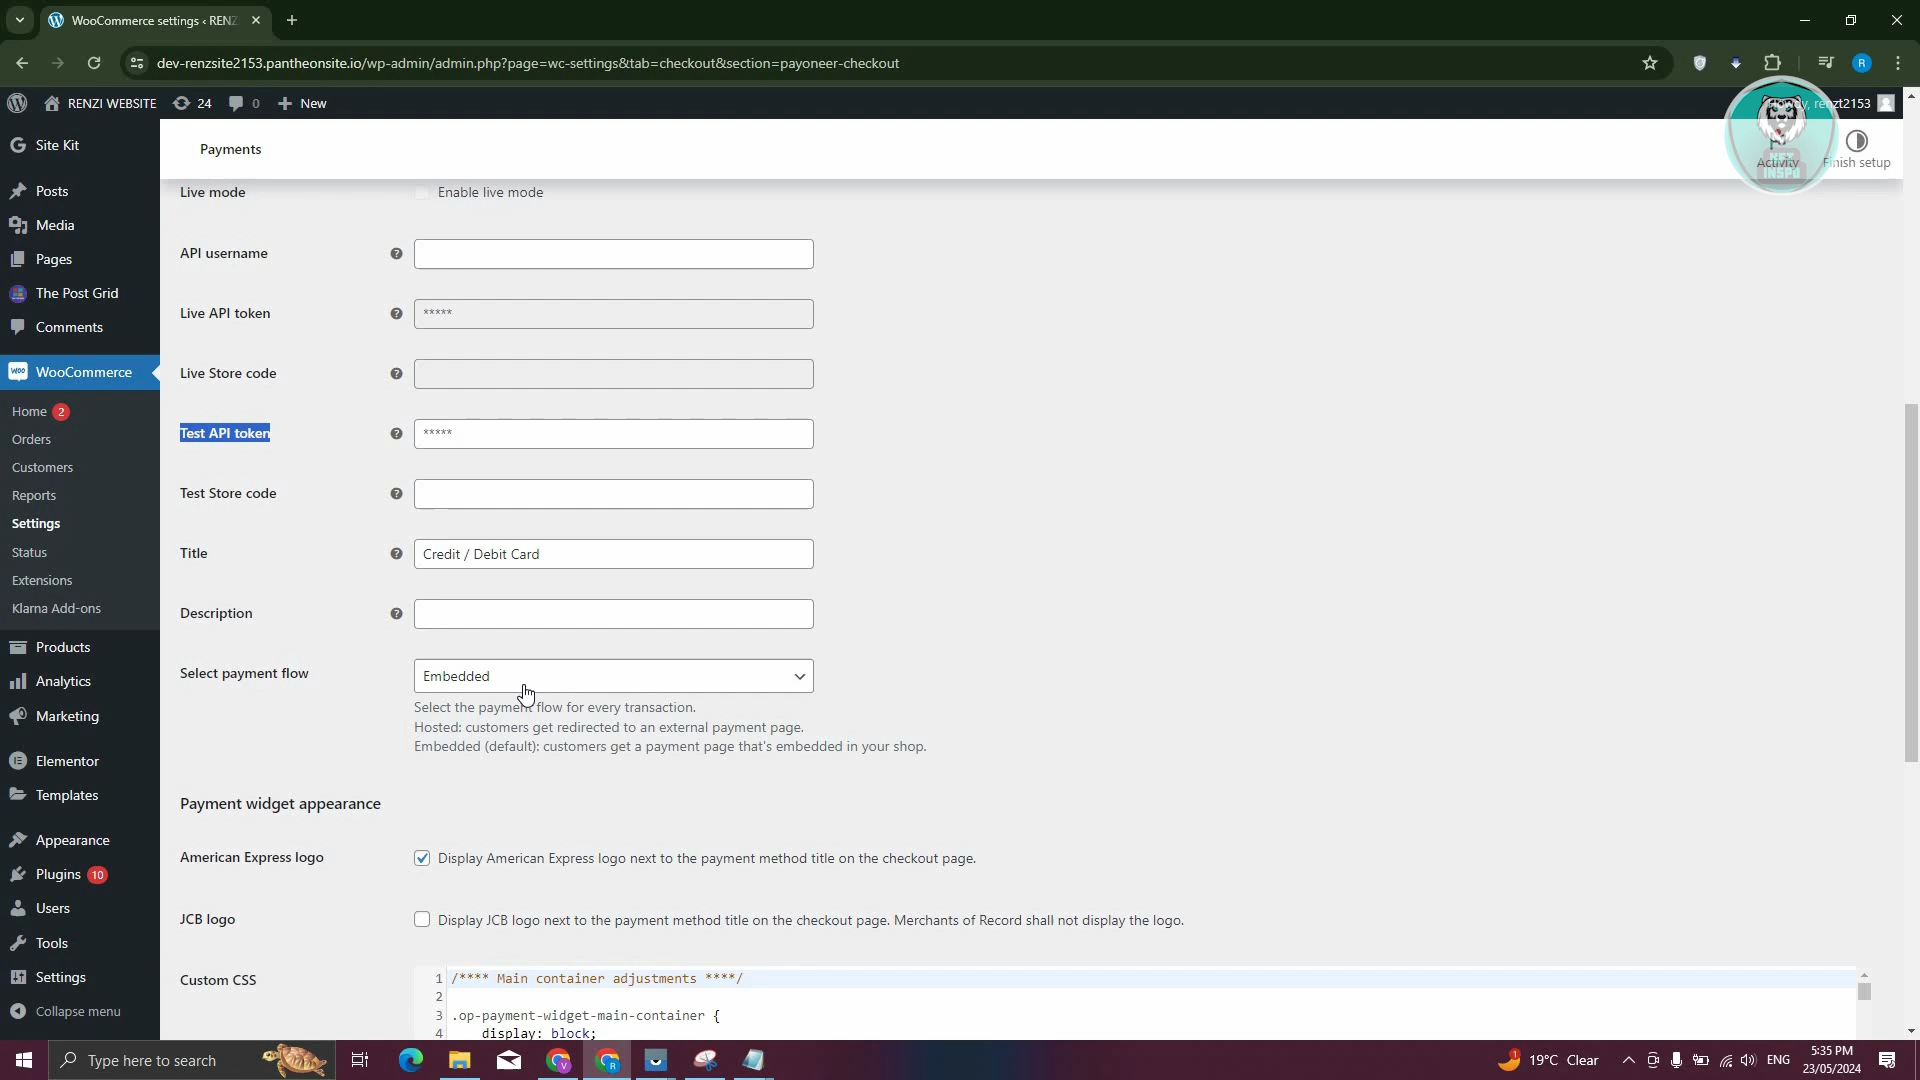 WooCommerce settings ‹ RENZ
dev-renzsite2153.pantheonsite.io/wp-admin/admin.php?page=wc-settings&tab=checkout&section=payoneer-checkout
R
RENZI WEBSITE
24
0
New
renzt2153
Site Kit
Posts
Media
Pages
The Post Grid
Comments
WooCommerce
Home 2
Orders
Customers
Reports
Settings
Status
Extensions
Klarna Add-ons
Products
Analytics
Marketing
Elementor
Templates
Appearance
Plugins 10
Users
Tools
Settings
Collapse menu
Payments
Activity
Finish setup
Live mode
Enable live mode
API username
Live API token
*****
Live Store code
Test API token
*****
Test Store code
Title
Credit / Debit Card
Description
Select payment flow
Embedded
Select the payment flow for every transaction.
Hosted: customers get redirected to an external payment page.
Embedded (default): customers get a payment page that's embedded in your shop.
Payment widget appearance
American Express logo
Display American Express logo next to the payment method title on the checkout page.
JCB logo
Display JCB logo next to the payment method title on the checkout page. Merchants of Record shall not display the logo.
Custom CSS
1 /**** Main container adjustments ****/
2
3 .op-payment-widget-main-container {
4 display: block;
Type here to search
19°C Clear
ENG
5:35 PM
23/05/2024